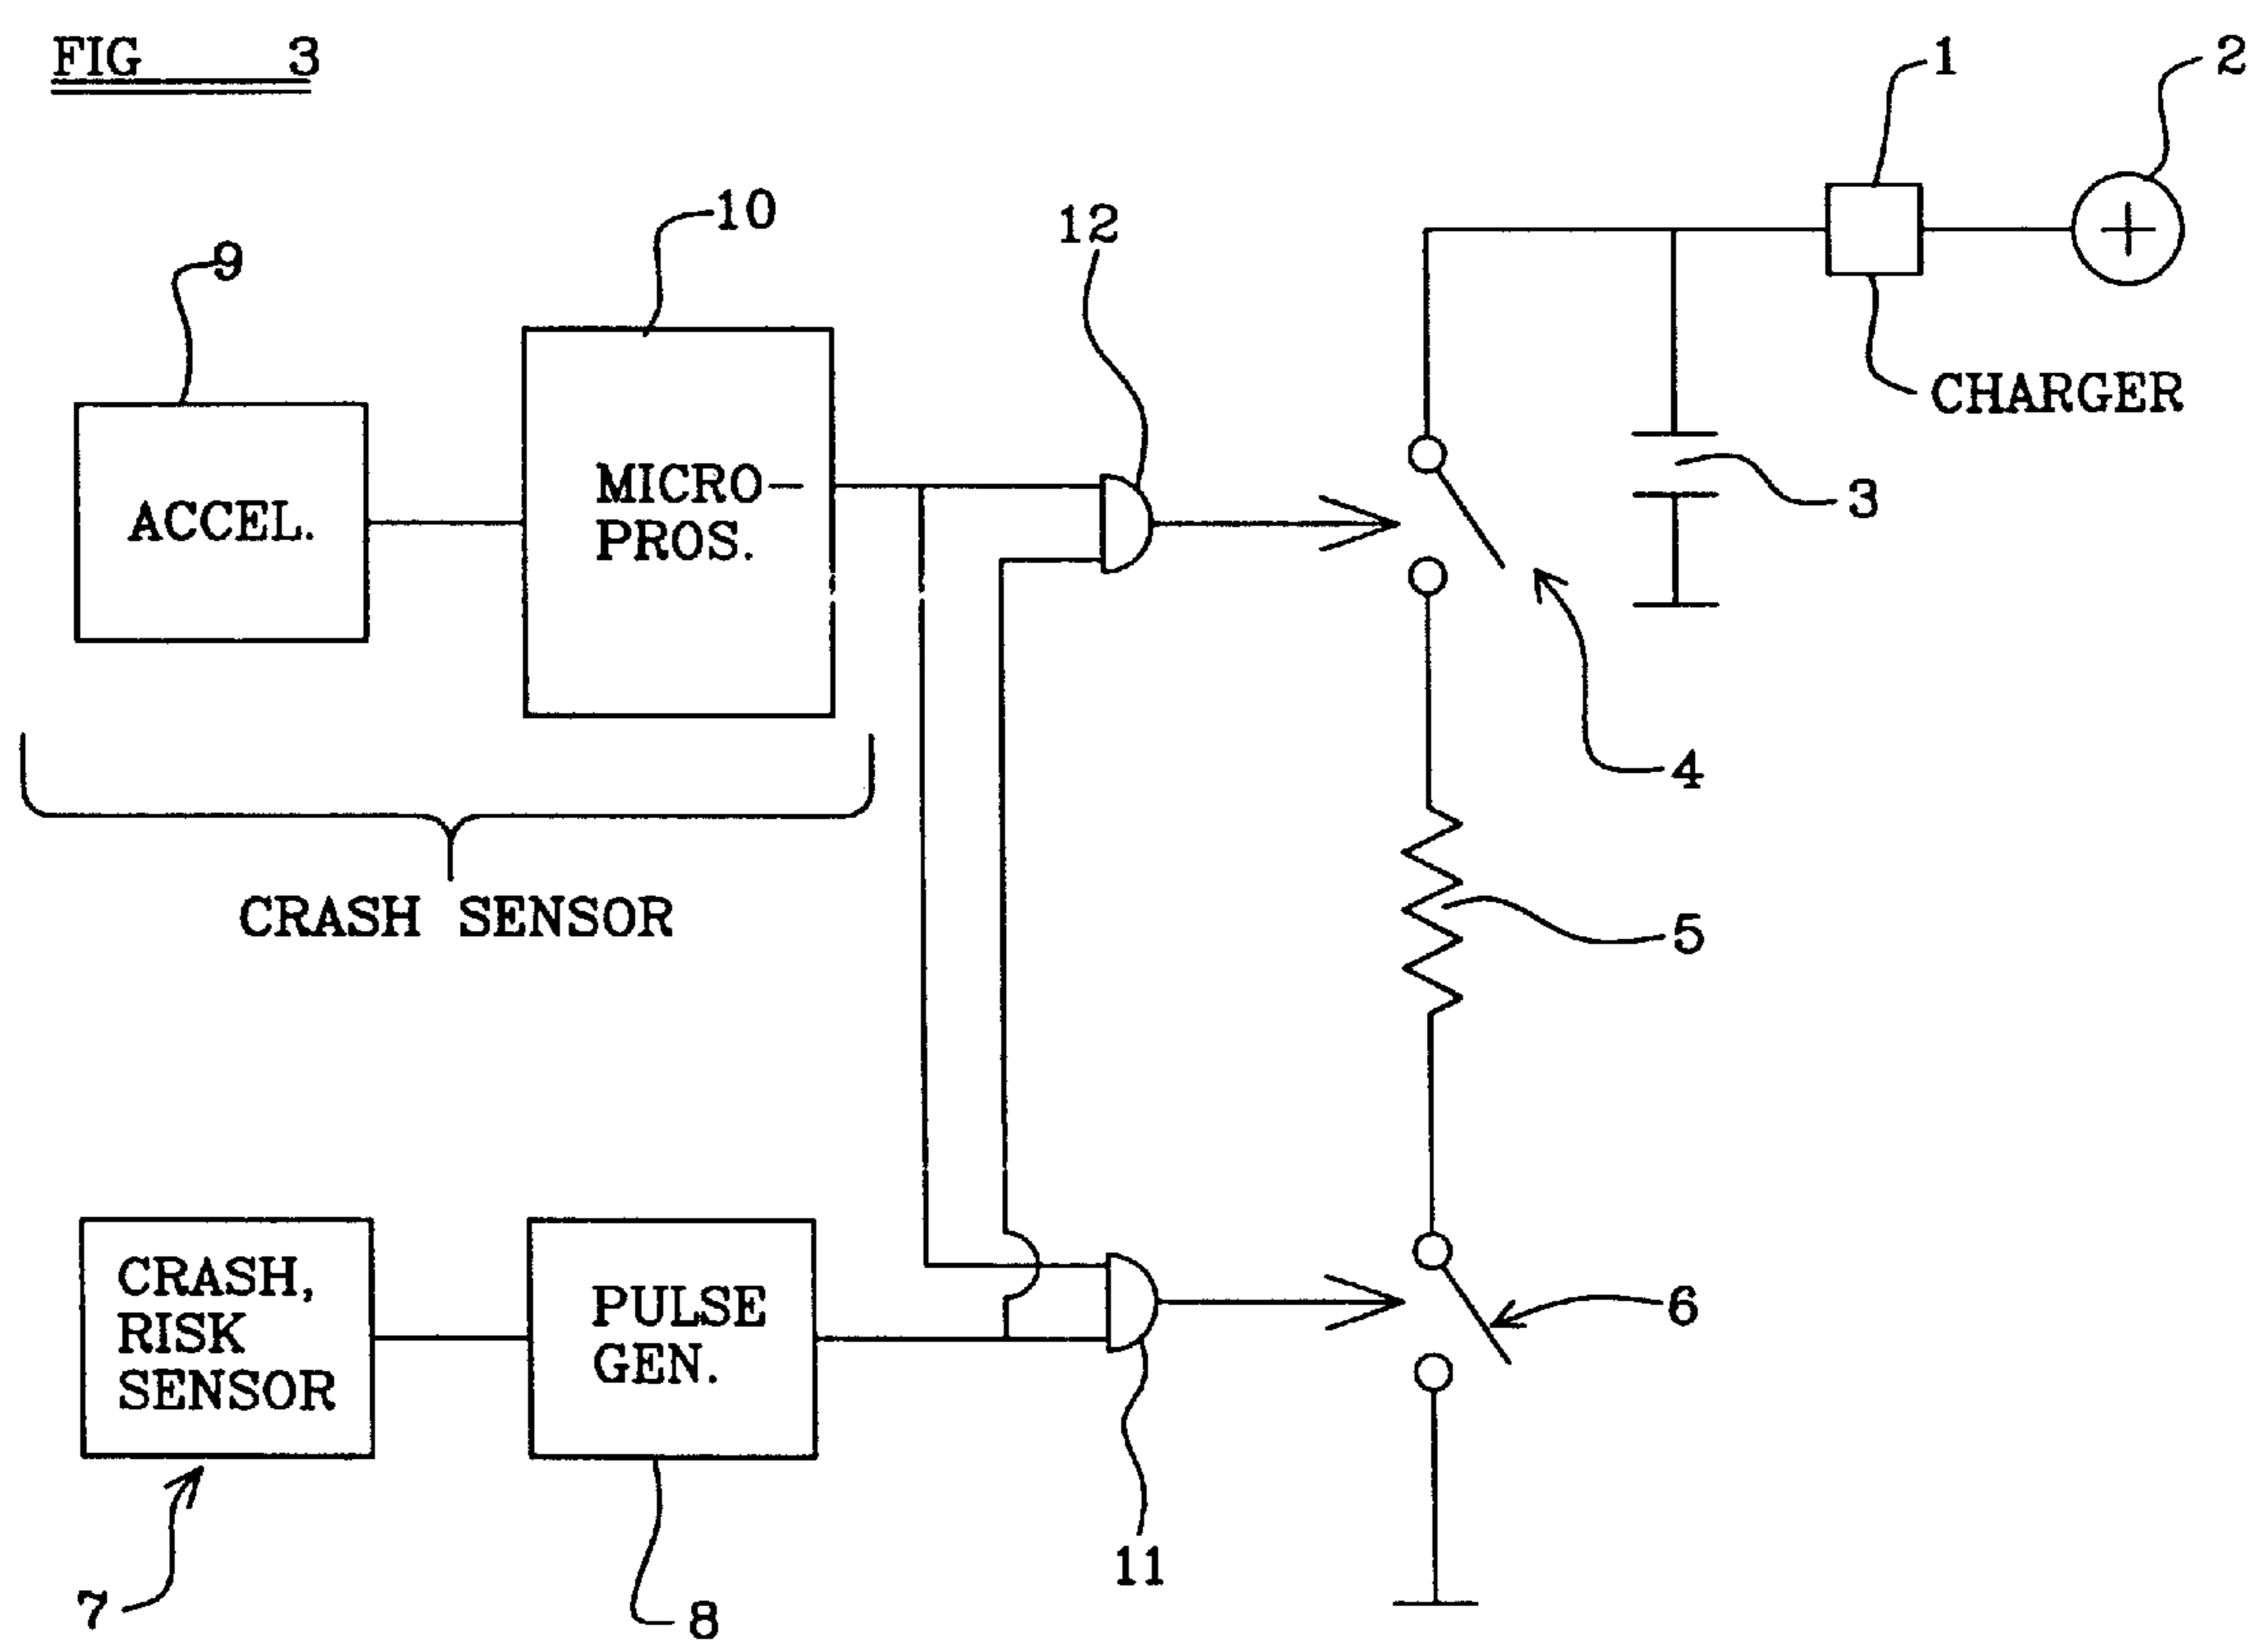 FIG 3
1
2
10
12
9
CHARGER
MICRO-
PROS.
ACCEL.
3
4
CRASH SENSOR
5
CRASH,
RISK
SENSOR
PULSE
GEN.
6
11
7
8